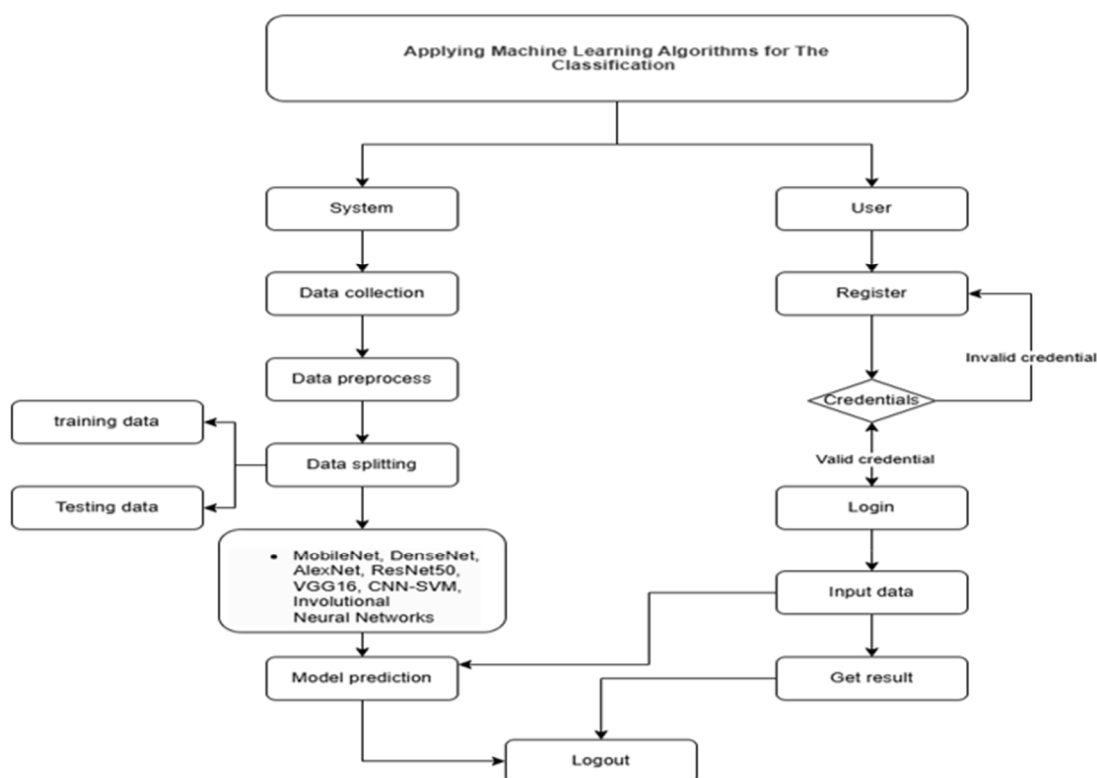 Applying Machine Learning Algorithms for The
Classification
System
User
Data collection
Register
Invalid credential
Data preprocess
Credentials
training data
Valid credential
Data splitting
Testing data
Login
• MobileNet, DenseNet,
AlexNet, ResNet50,
VGG16, CNN-SVM,
Involutional
Neural Networks
Input data
Model prediction
Get result
Logout